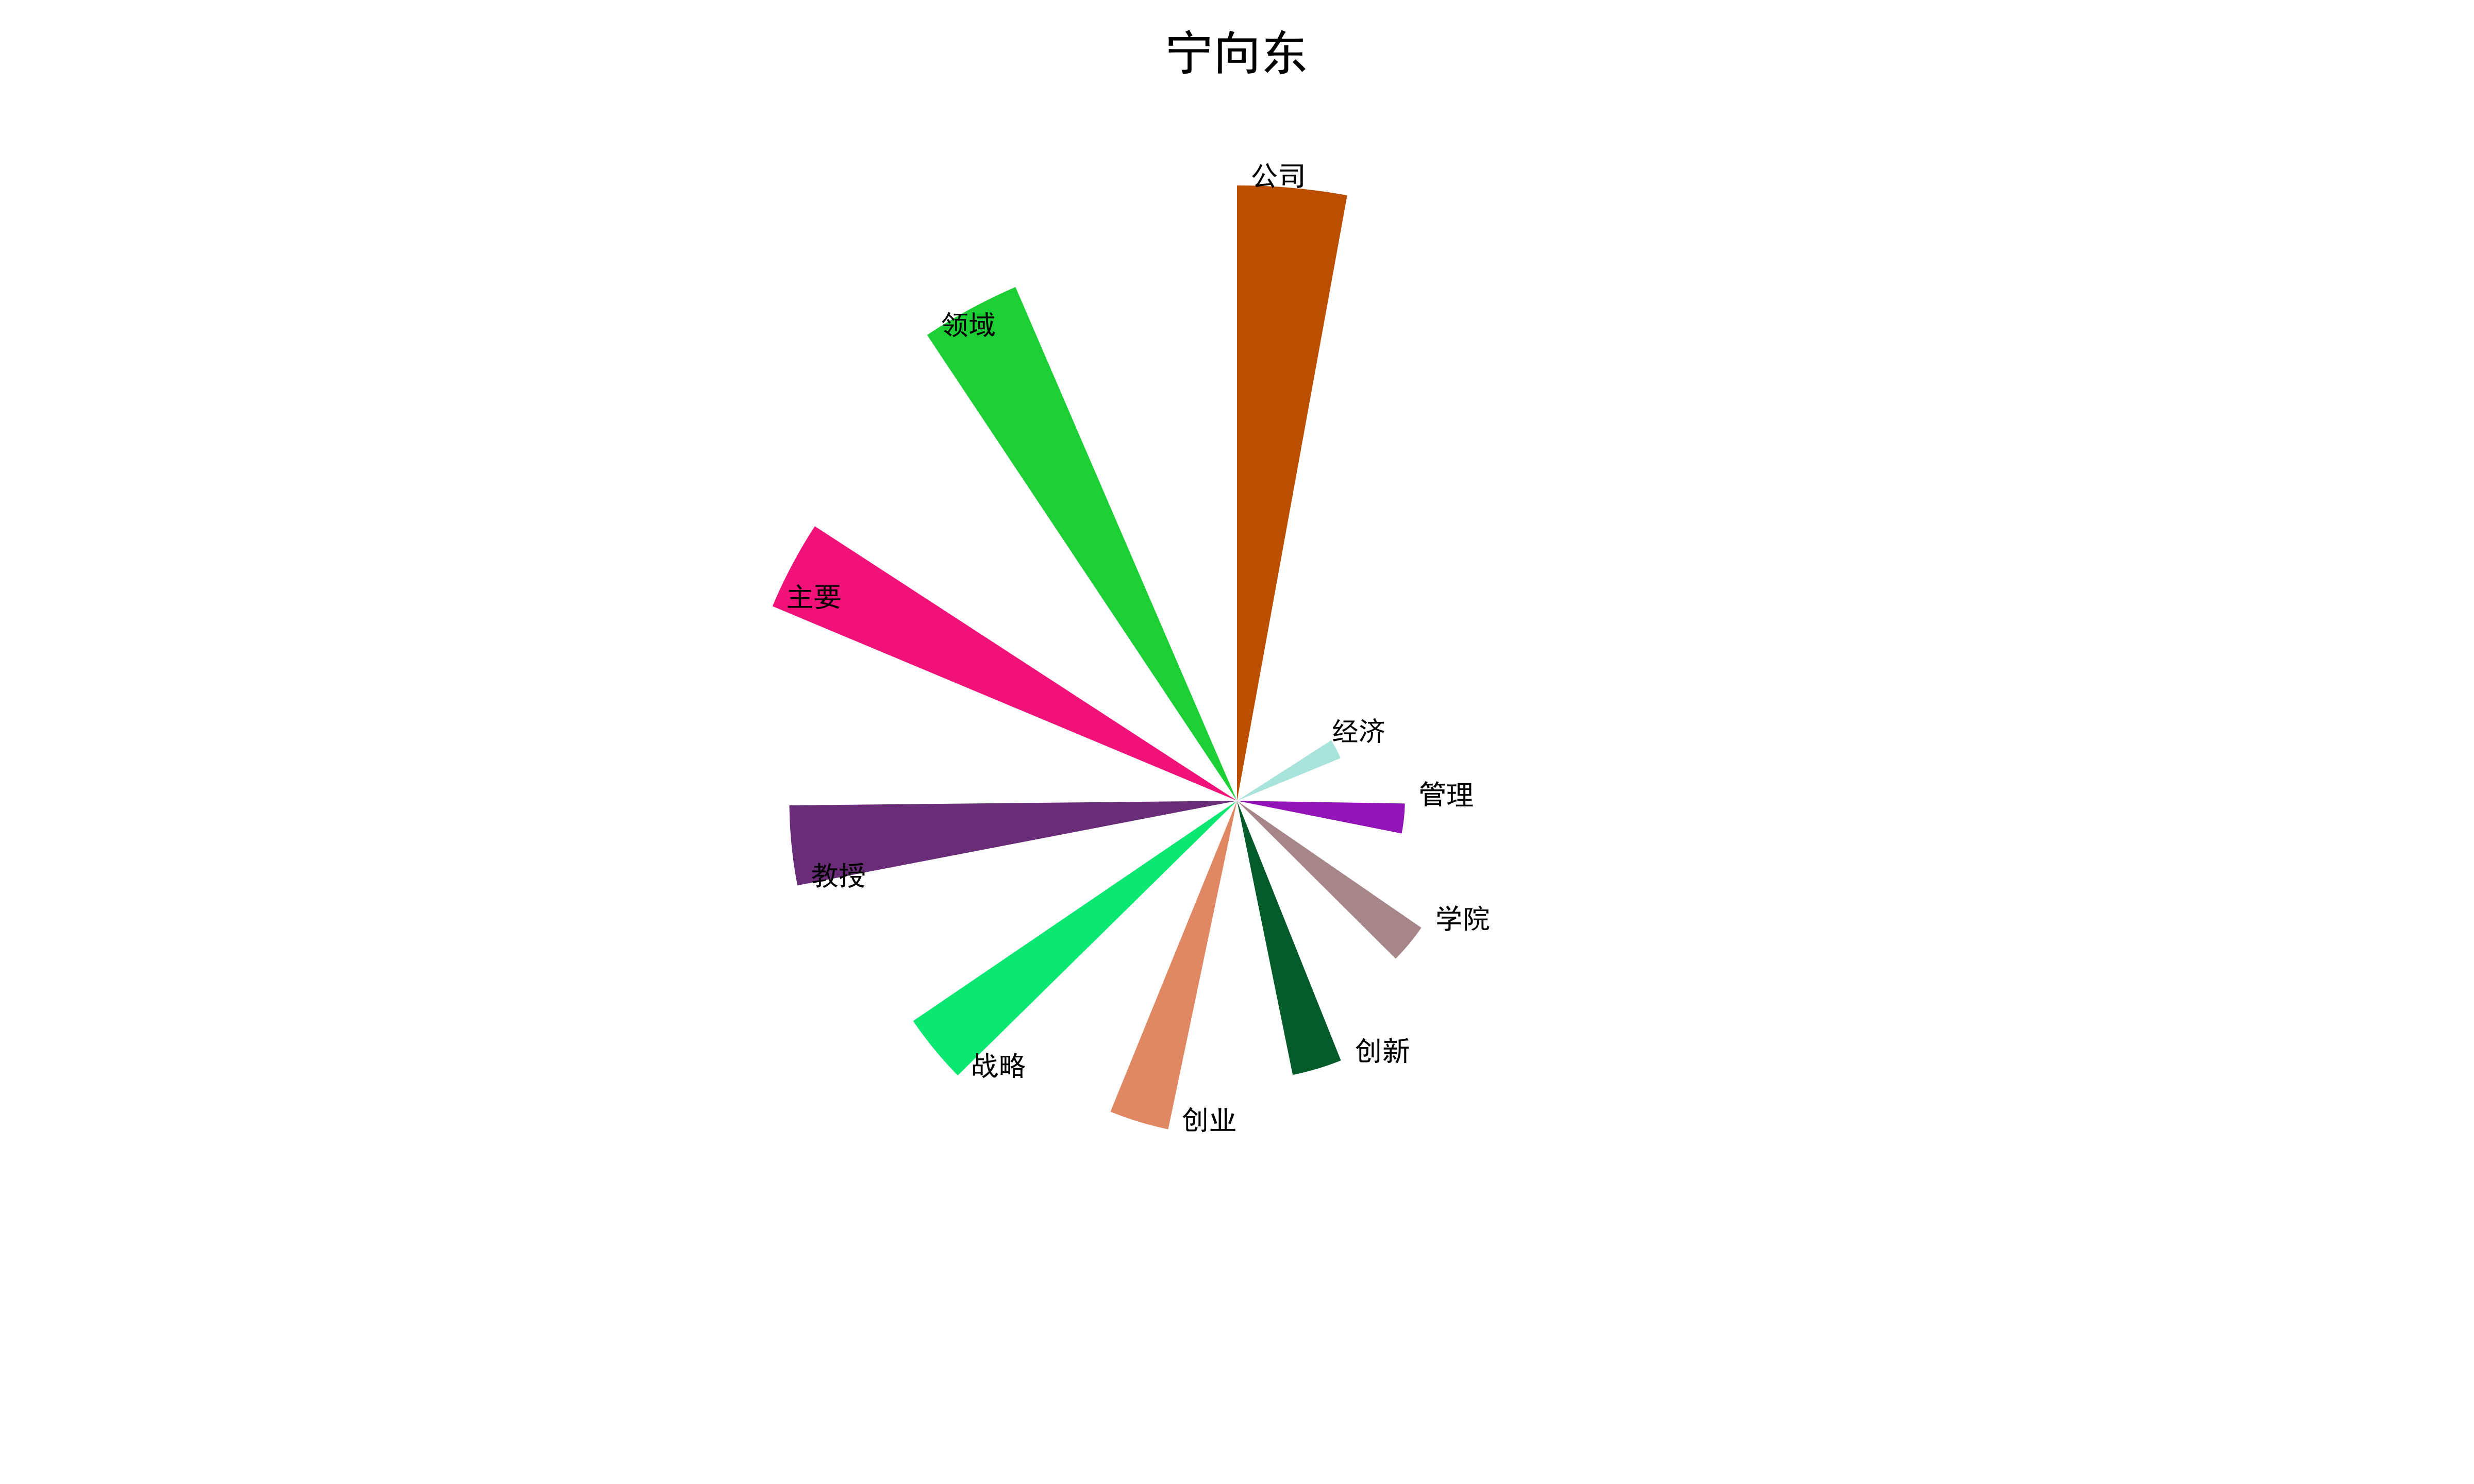 宁向东
公司
领域
主要
经济
管理
教授
学院
创新
战略
创业